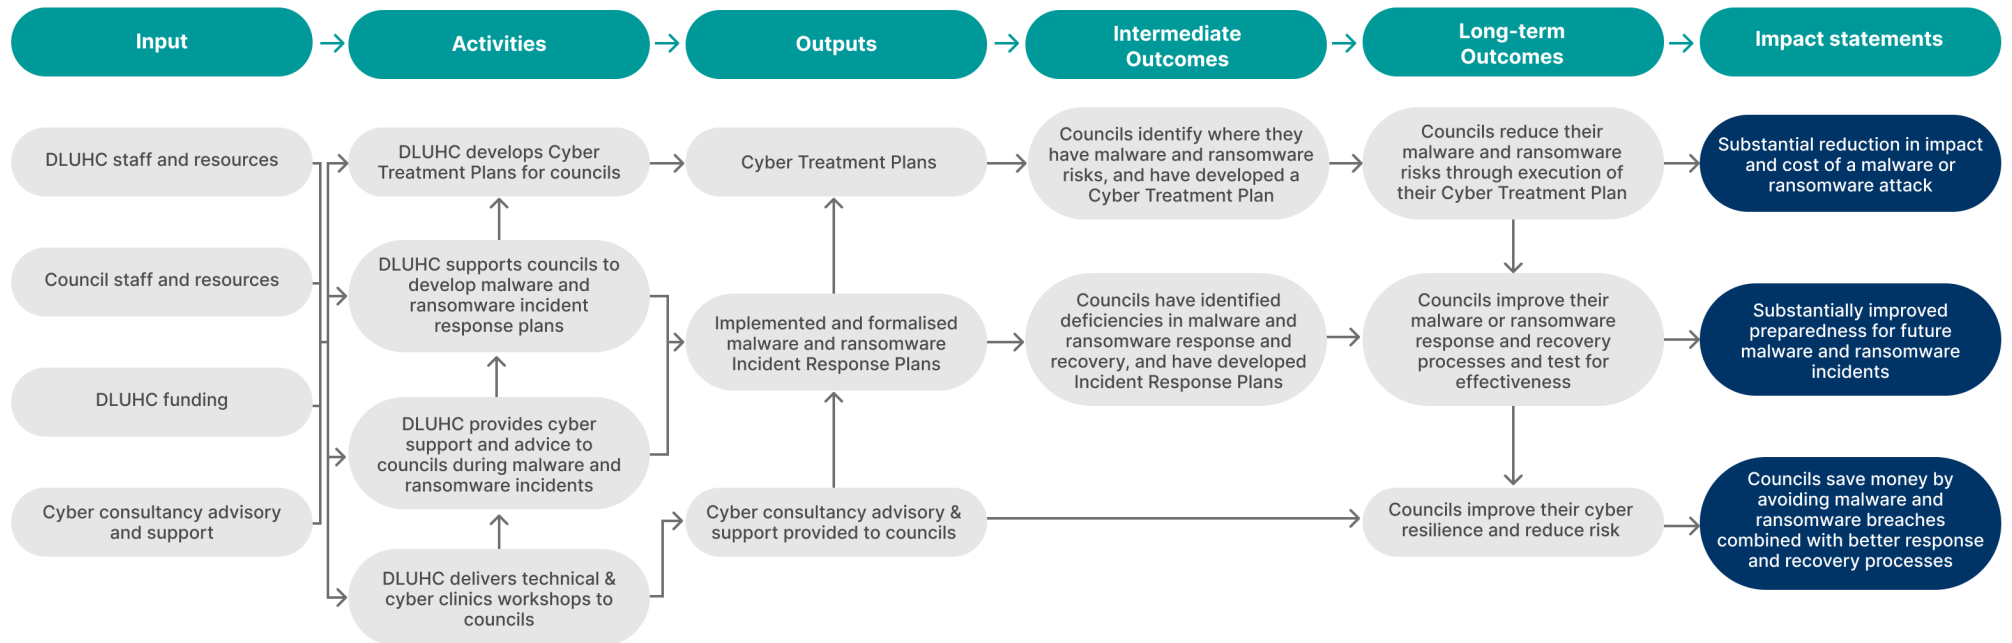 Input
Activities
Outputs
Intermediate
Outcomes
Long-term
Outcomes
Impact statements
DLUHC staff and resources
Council staff and resources
DLUHC funding
Cyber consultancy advisory
and support
DLUHC develops Cyber
Treatment Plans for councils
DLUHC supports councils to
develop malware and
ransomware incident
response plans
DLUHC provides cyber
support and advice to
councils during malware and
ransomware incidents
DLUHC delivers technical &
cyber clinics workshops to
councils
Cyber Treatment Plans
Implemented and formalised
malware and ransomware
Incident Response Plans
Cyber consultancy advisory &
support provided to councils
Councils identify where they
have malware and ransomware
risks, and have developed a
Cyber Treatment Plan
Councils have identified
deficiencies in malware and
ransomware response and
recovery, and have developed
Incident Response Plans
Councils reduce their
malware and ransomware
risks through execution of
their Cyber Treatment Plan
Councils improve their
malware or ransomware
response and recovery
processes and test for
effectiveness
Councils improve their cyber
resilience and reduce risk
Substantial reduction in impact
and cost of a malware or
ransomware attack
Substantially improved
preparedness for future
malware and ransomware
incidents
Councils save money by
avoiding malware and
ransomware breaches
combined with better response
and recovery processes